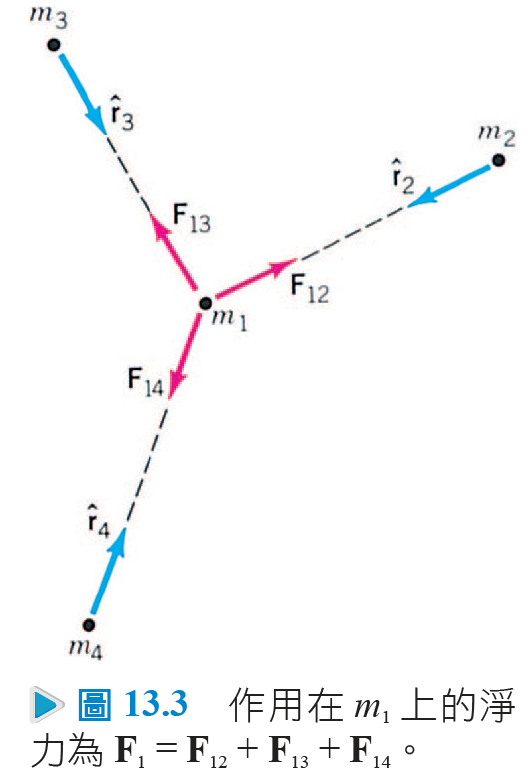 m₃
r̂₃
m₂
r̂₂
F₁₃
F₁₂
m₁
F₁₄
r̂₄
m₄
圖 13.3 作用在 m₁ 上的淨
力為 F₁ = F₁₂ + F₁₃ + F₁₄。